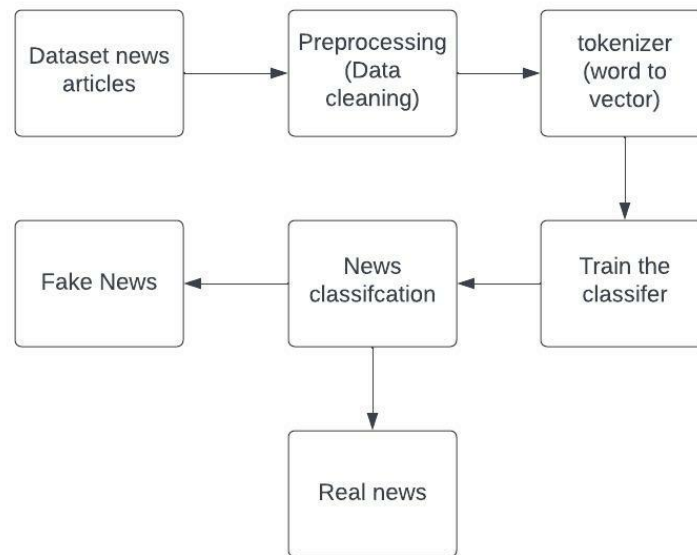 Dataset news
articles
Preprocessing
(Data
cleaning)
tokenizer
(word to
vector)
Fake News
News
classifcation
Train the
classifer
Real news